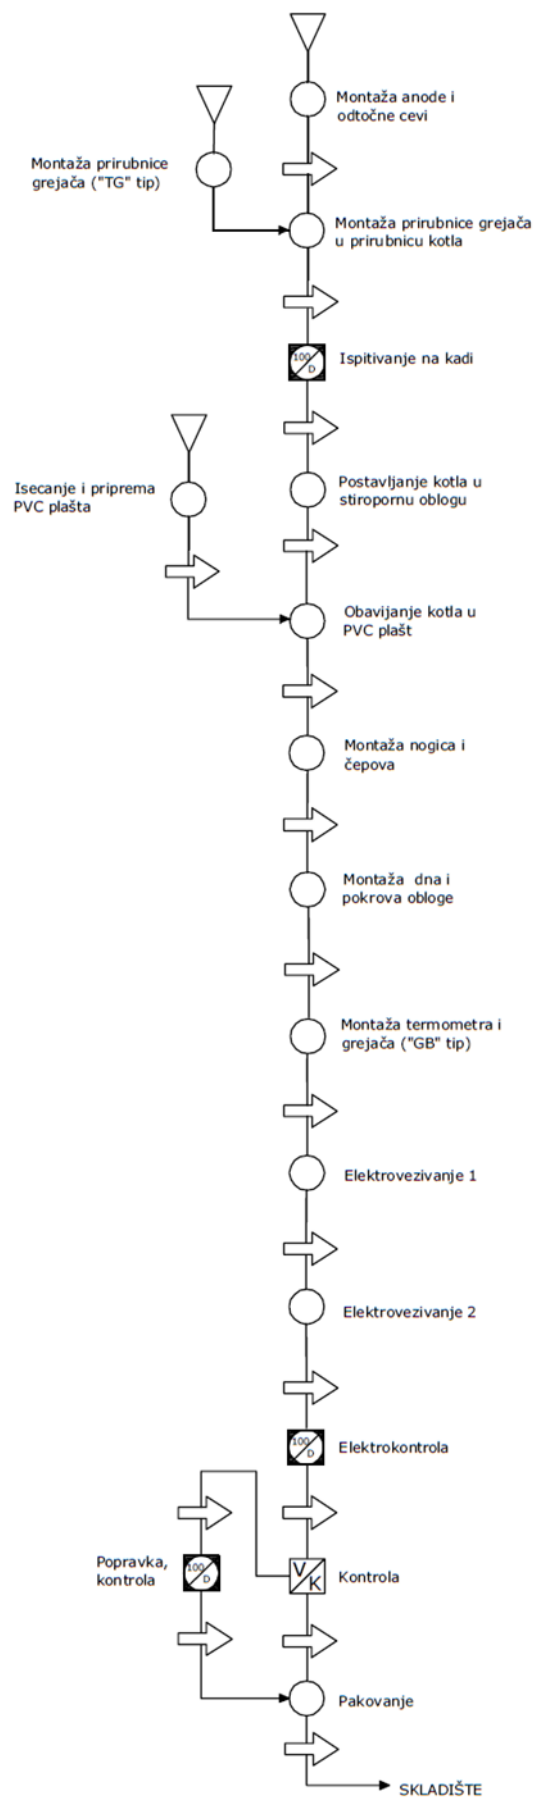 Montaža anode i
odtočne cevi
Montaža prirubnice
grejača ("TG" tip)
Montaža prirubnice grejača
u prirubnicu kotla
100
D
Ispitivanje na kadi
Isecanje i priprema
PVC plašta
Postavljanje kotla u
stiropornu oblogu
Obavijanje kotla u
PVC plašt
Montaža nogica i
čepova
Montaža dna i
pokrova obloge
Montaža termometra i
grejača ("GB" tip)
Elektrovezivanje 1
Elektrovezivanje 2
100
D
Elektrokontrola
Popravka,
kontrola
100
D
V
K
Kontrola
Pakovanje
SKLADIŠTE